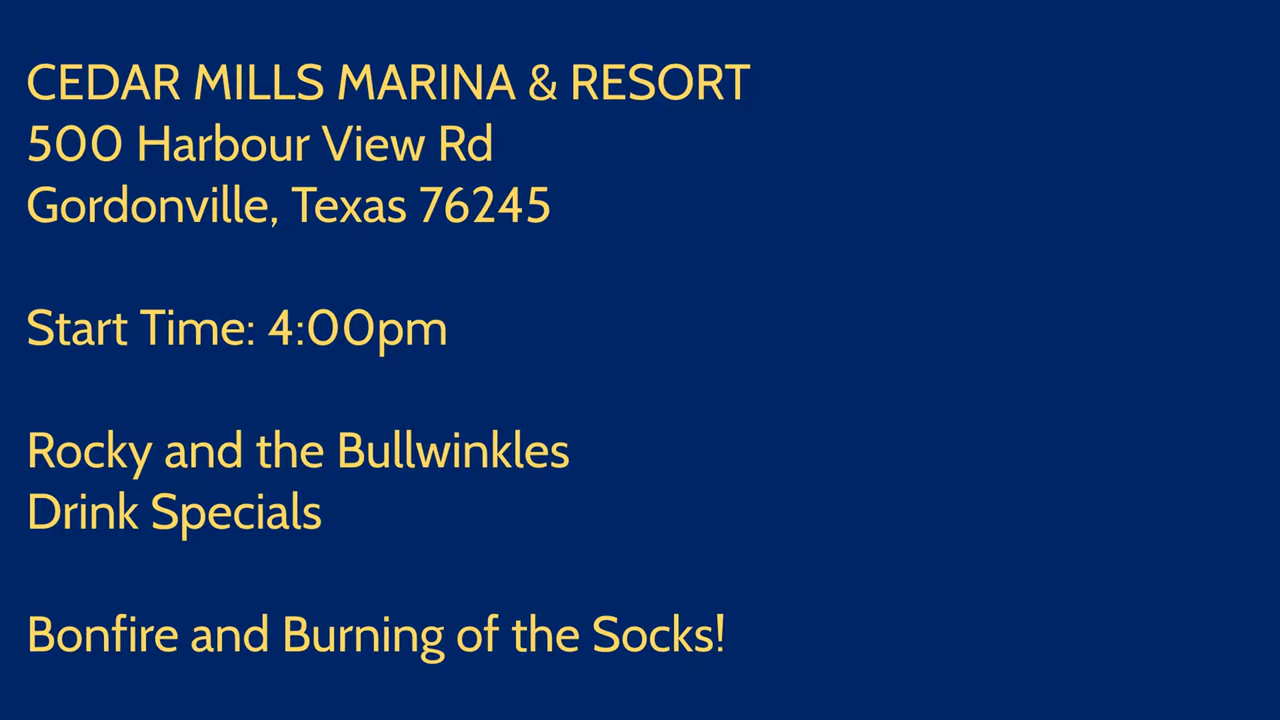 CEDAR MILLS MARINA & RESORT
500 Harbour View Rd
Gordonville, Texas 76245
Start Time: 4:00pm
Rocky and the Bullwinkles
Drink Specials
Bonfire and Burning of the Socks!